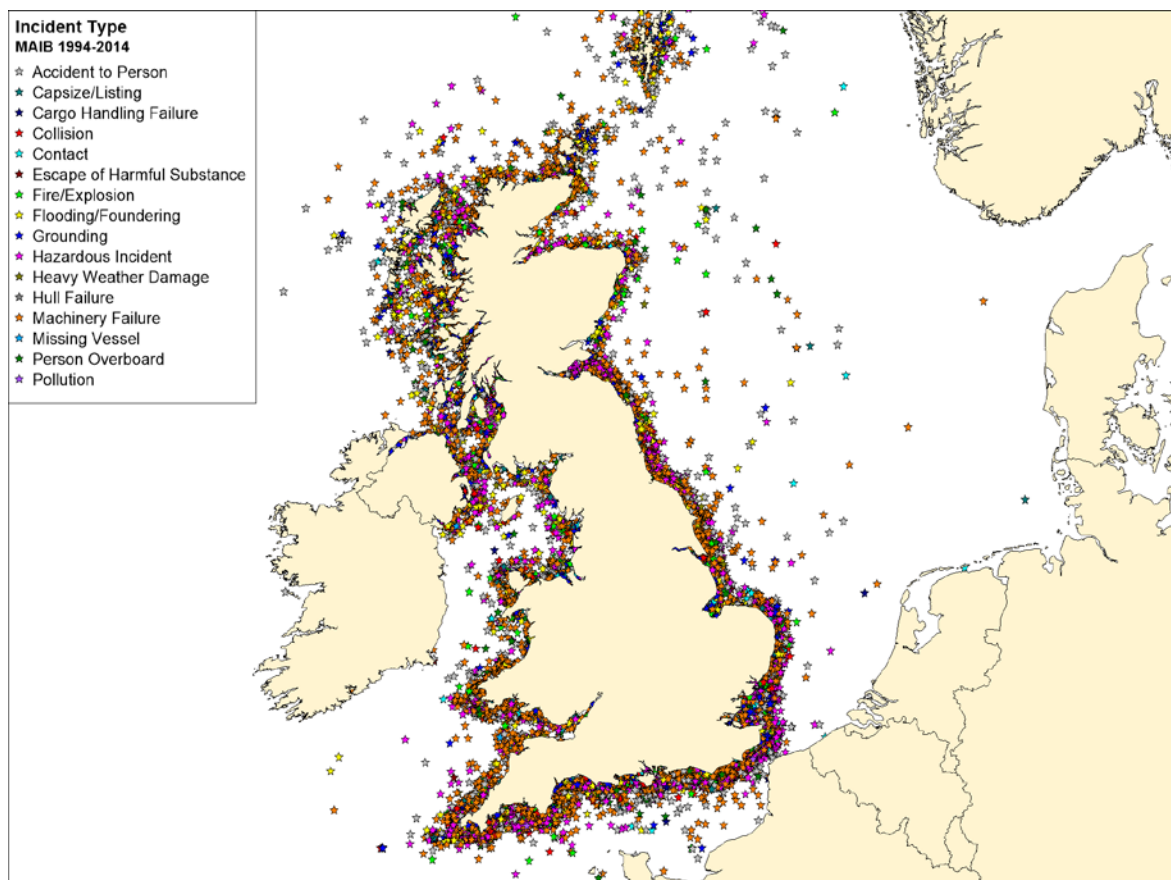 Incident Type
MAIB 1994-2014
Accident to Person
Capsize/Listing
Cargo Handling Failure
Collision
Contact
Escape of Harmful Substance
Fire/Explosion
Flooding/Foundering
Grounding
Hazardous Incident
Heavy Weather Damage
Hull Failure
Machinery Failure
Missing Vessel
Person Overboard
Pollution